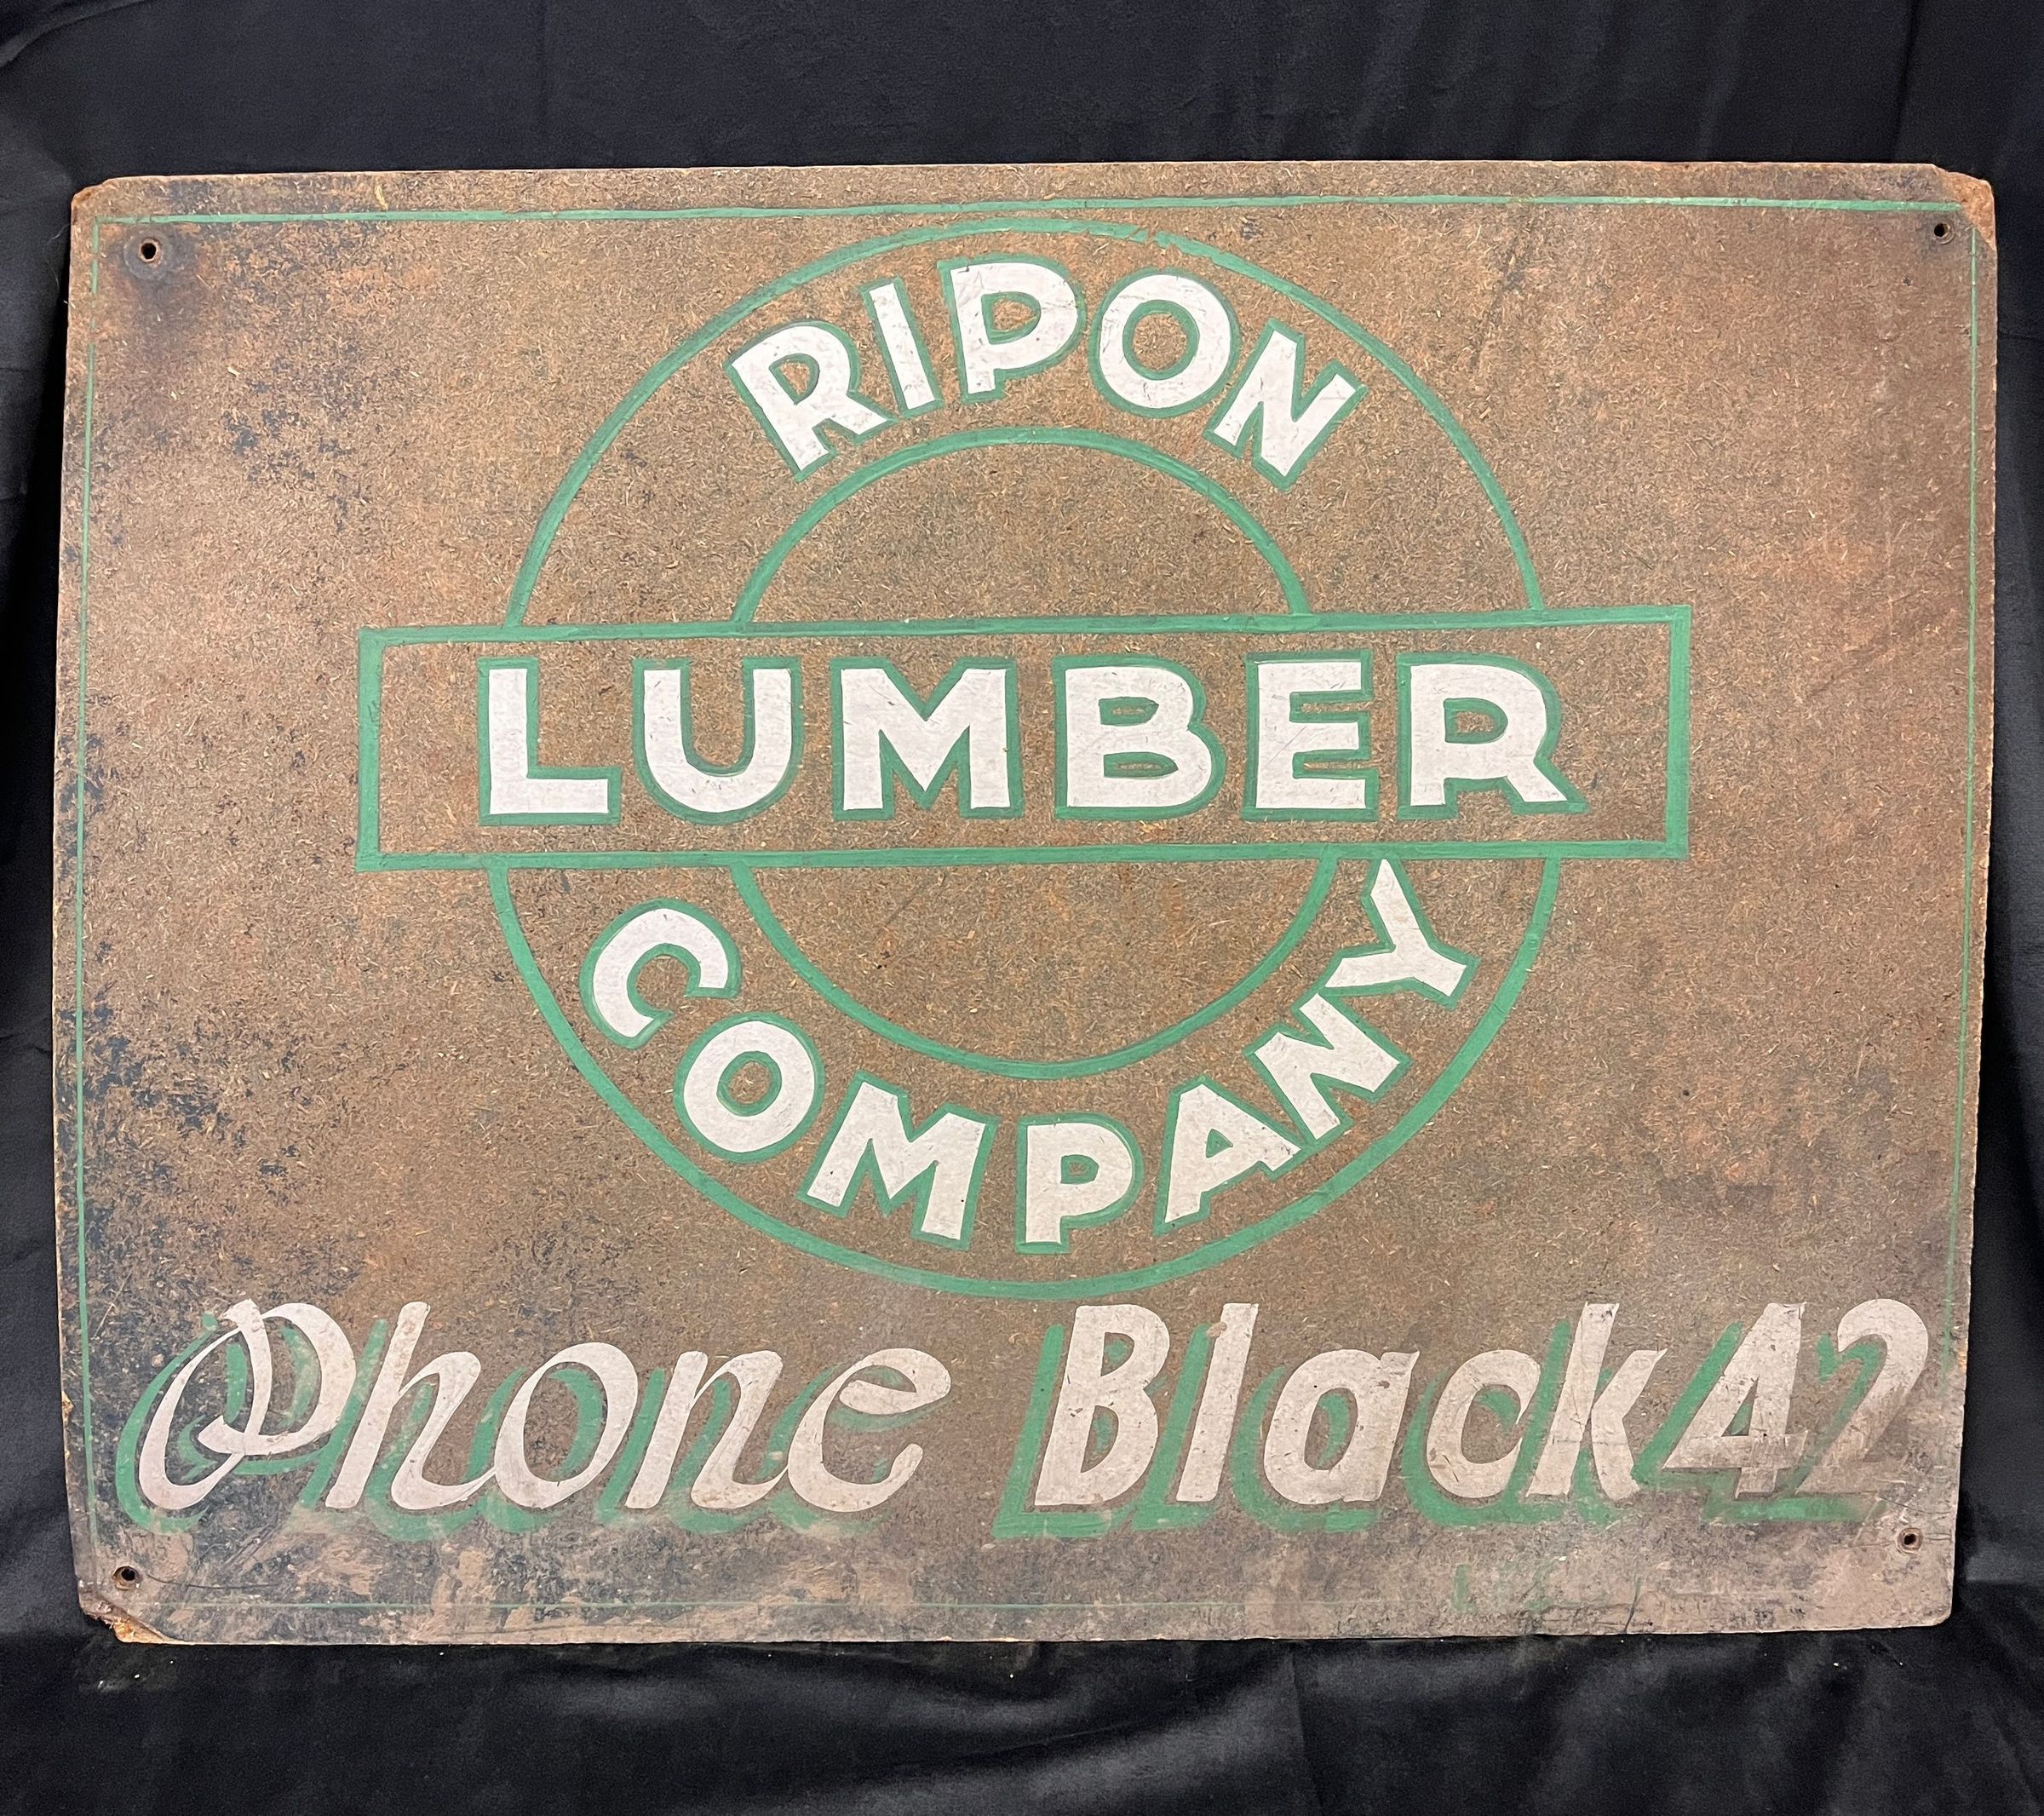 RIPON
LUMBER
COMPANY
Phone Black 42